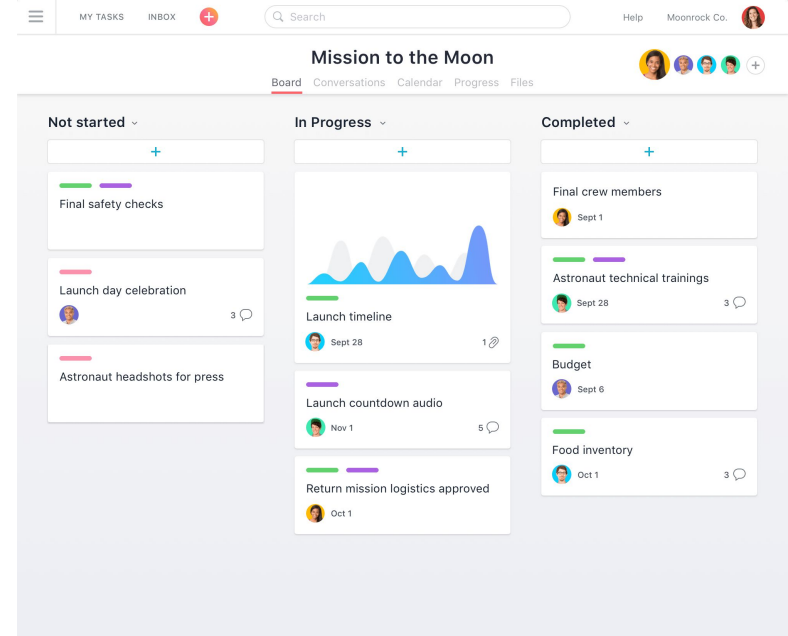 MY TASKS INBOX Search Help Moonrock Co.
Mission to the Moon
Board Conversations Calendar Progress Files
Not started
+
Final safety checks
Launch day celebration
3
Astronaut headshots for press
In Progress
+
Launch timeline
Sept 28 1
Launch countdown audio
Nov 1 5
Return mission logistics approved
Oct 1
Completed
+
Final crew members
Sept 1
Astronaut technical trainings
Sept 28 3
Budget
Sept 6
Food inventory
Oct 1 3